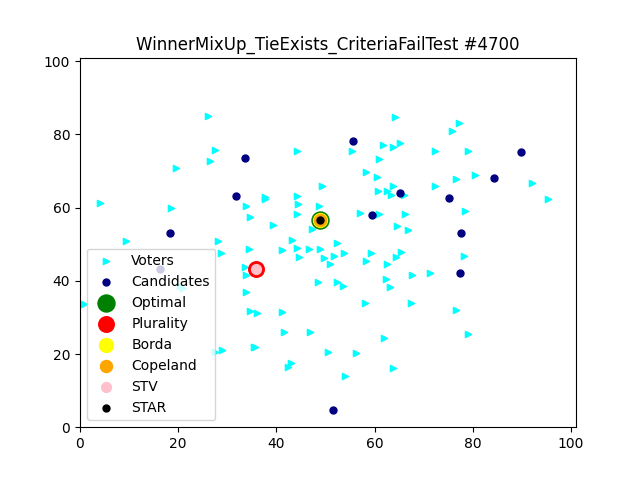 WinnerMixUp_TieExists_CriteriaFailTest #4700
100
80
60
40
20
0
Voters
Candidates
Optimal
Plurality
Borda
Copeland
STV
STAR
0 20 40 60 80 100